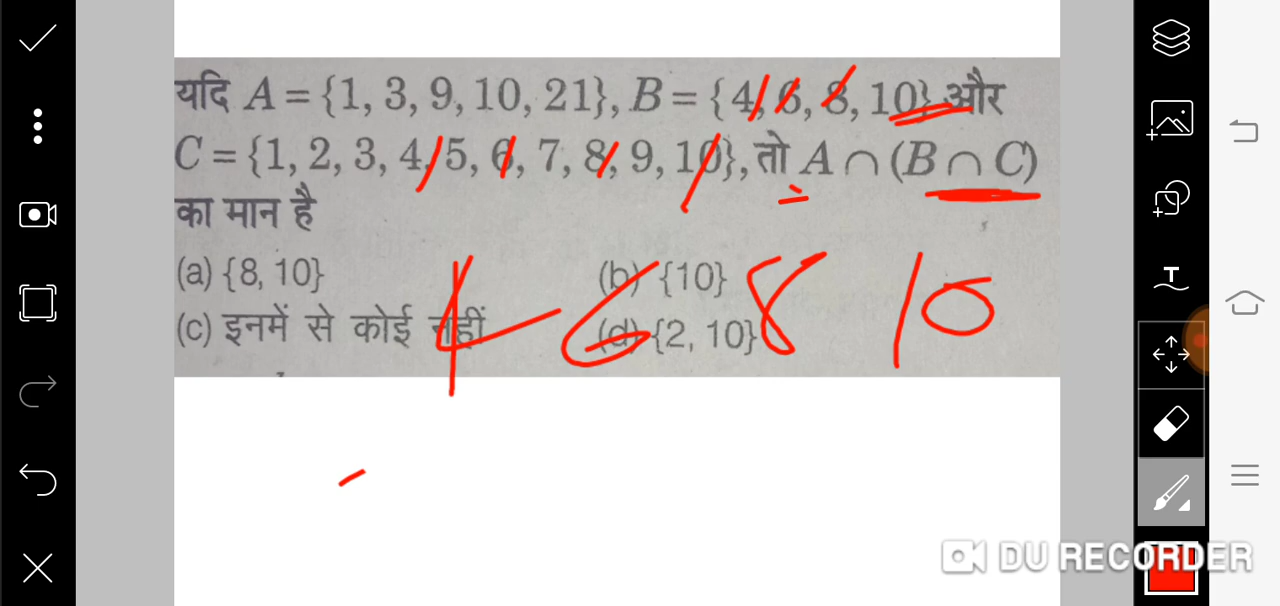 यदि A = {1, 3, 9, 10, 21}, B = {4, 6, 8, 10} और
C = {1, 2, 3, 4, 5, 6, 7, 8, 9, 10}, तो A ∩ (B ∩ C)
का मान है
(a) {8, 10}
(b) {10}
(c) इनमें से कोई नहीं
(d) {2, 10}
4 6 8 10
T
DU RECORDER